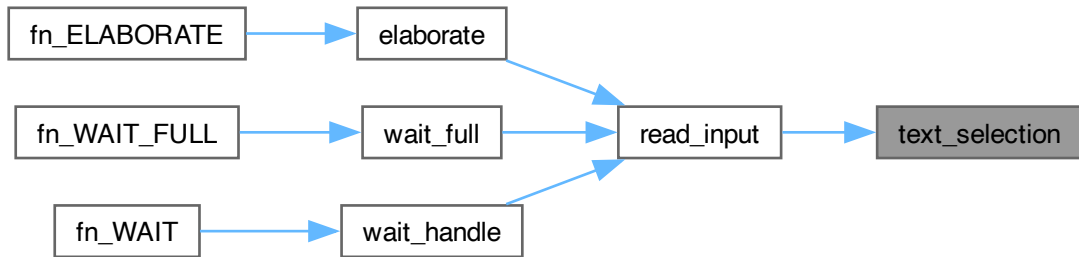 fn_ELABORATE
elaborate
fn_WAIT_FULL
wait_full
read_input
text_selection
fn_WAIT
wait_handle